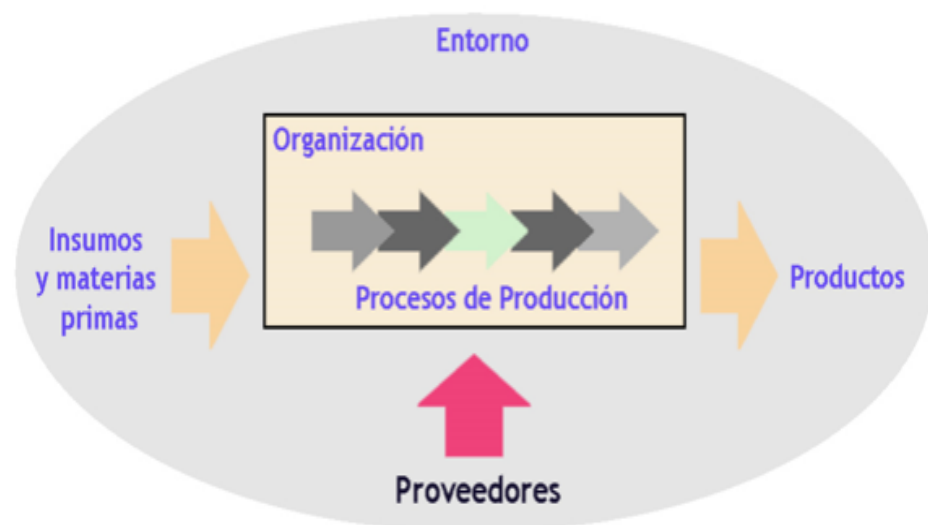 Entorno
Organización
Insumos
y materias
primas
Procesos de Producción
Productos
Proveedores